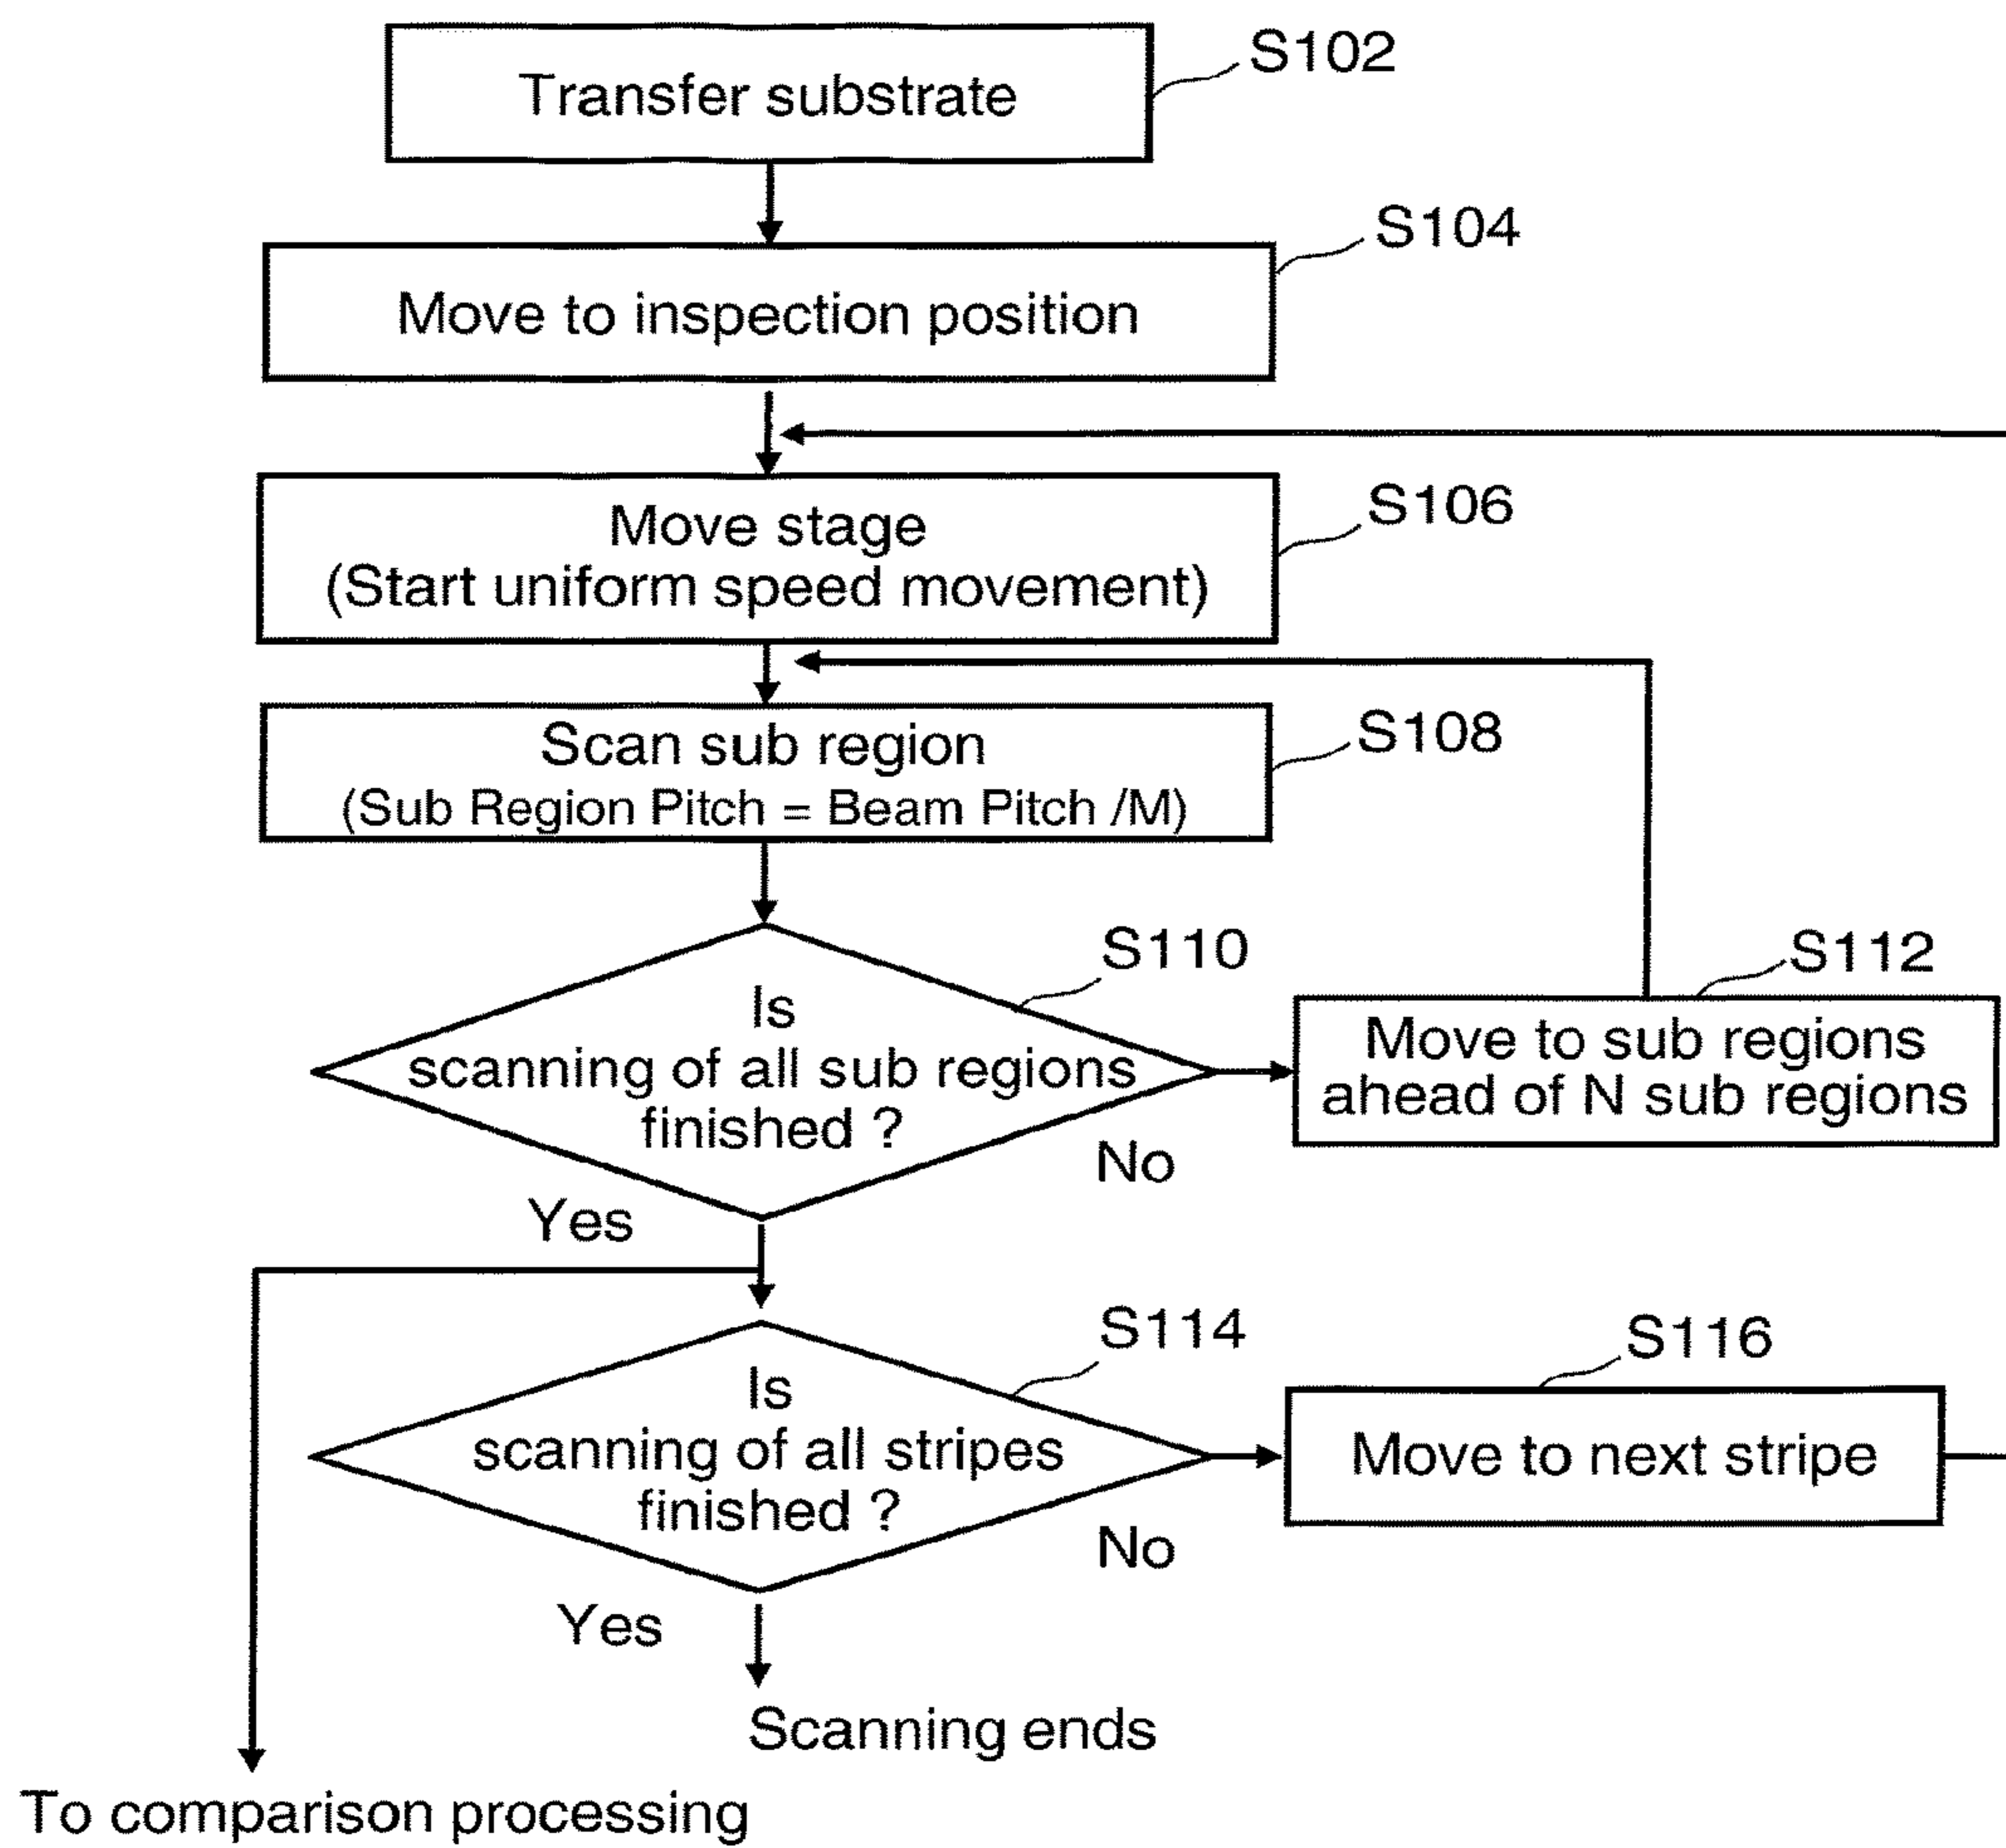 S102
Transfer substrate
S104
Move to inspection position
S106
Move stage
(Start uniform speed movement)
S108
Scan sub region
(Sub Region Pitch = Beam Pitch /M)
S110
Is
scanning of all sub regions
finished ?
No
Yes
S112
Move to sub regions
ahead of N sub regions
S114
Is
scanning of all stripes
finished ?
No
Yes
S116
Move to next stripe
Scanning ends
To comparison processing